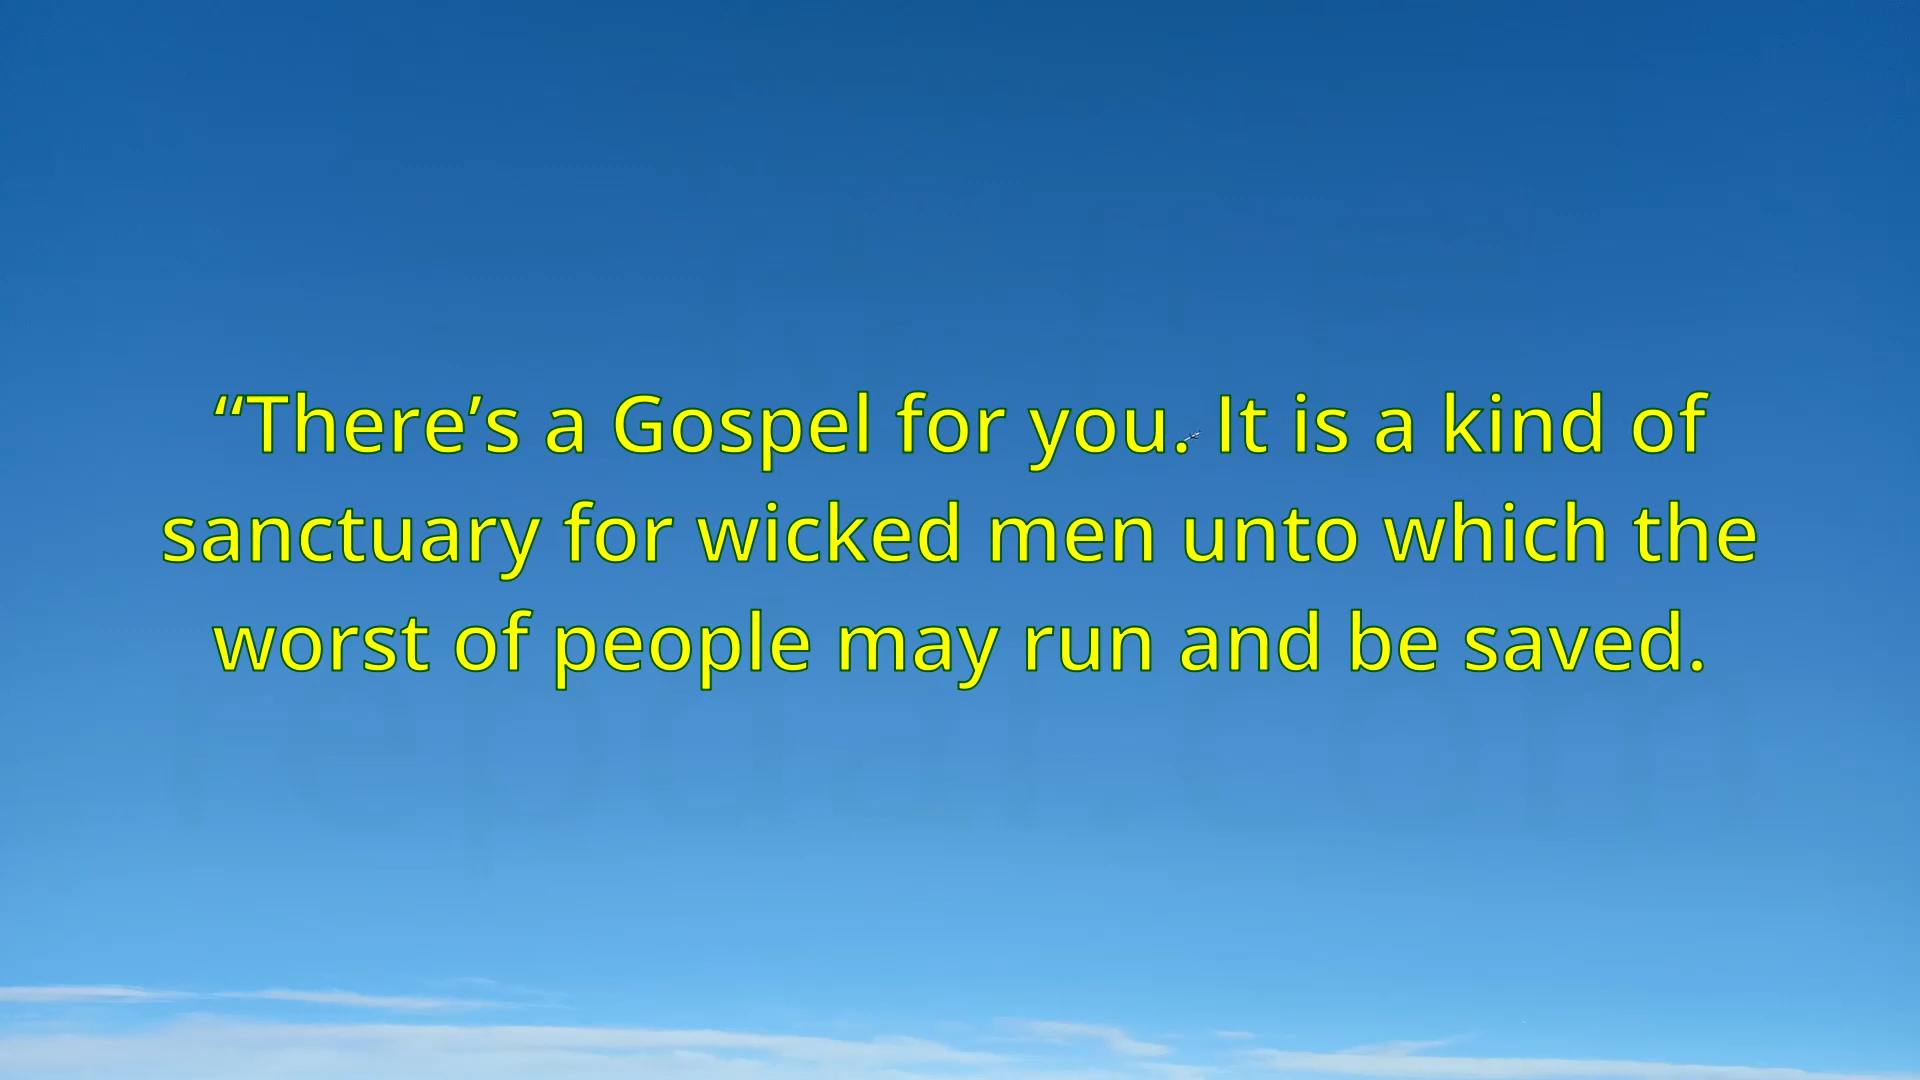 “There’s a Gospel for you. It is a kind of
sanctuary for wicked men unto which the
worst of people may run and be saved.